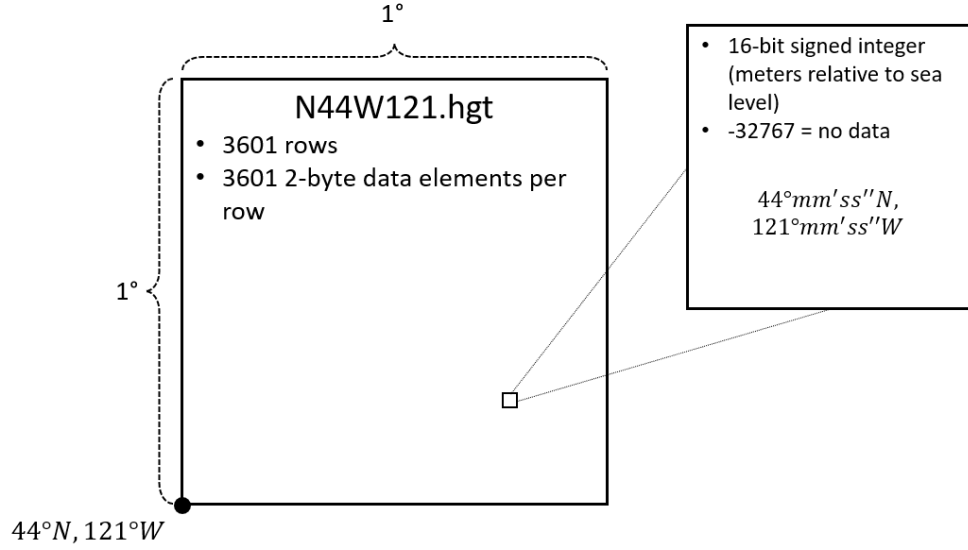 1°
N44W121.hgt
• 3601 rows
• 3601 2-byte data elements per
row
1°
44°N, 121°W
• 16-bit signed integer
(meters relative to sea
level)
• -32767 = no data
44°mm′ss′′N,
121°mm′ss′′W